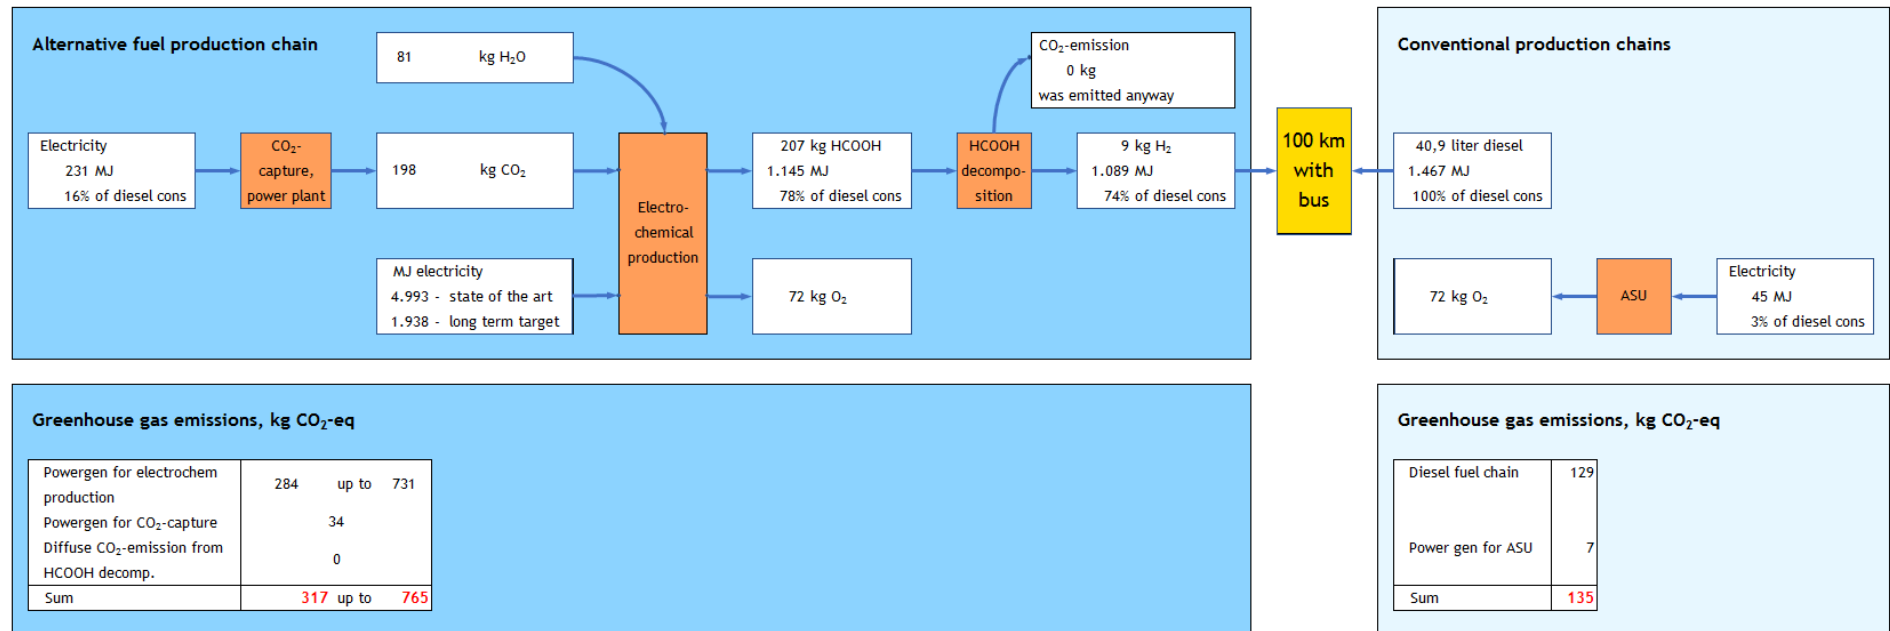 Alternative fuel production chain
81 kg H₂O
CO₂-emission
0 kg
was emitted anyway
Electricity
231 MJ
16% of diesel cons
CO₂-
capture,
power plant
198 kg CO₂
Electro-
chemical
production
207 kg HCOOH
1.145 MJ
78% of diesel cons
HCOOH
decompo-
sition
9 kg H₂
1.089 MJ
74% of diesel cons
MJ electricity
4.993 - state of the art
1.938 - long term target
72 kg O₂
100 km
with
bus
Conventional production chains
40,9 liter diesel
1.467 MJ
100% of diesel cons
72 kg O₂
ASU
Electricity
45 MJ
3% of diesel cons
Greenhouse gas emissions, kg CO₂-eq
Powergen for electrochem
production
284 up to 731
Powergen for CO₂-capture
34
Diffuse CO₂-emission from
HCOOH decomp.
0
Sum 317 up to 765
Greenhouse gas emissions, kg CO₂-eq
Diesel fuel chain 129
Power gen for ASU 7
Sum 135